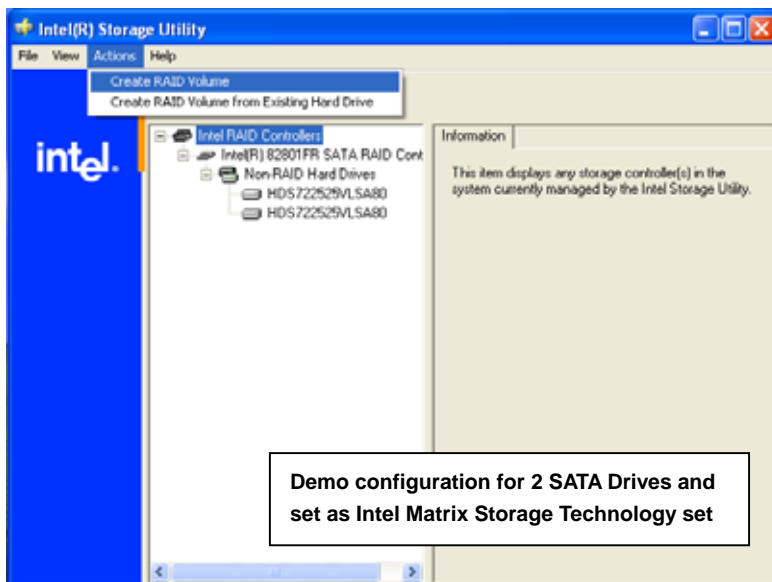 Intel(R) Storage Utility
File View Actions Help
Create RAID Volume
Create RAID Volume from Existing Hard Drive
intel.
Intel RAID Controllers
Intel(R) 82801FR SATA RAID Cont
Non-RAID Hard Drives
HDS722525VLSA80
HDS722525VLSA80
Information
This item displays any storage controller(s) in the
system currently managed by the Intel Storage Utility.
Demo configuration for 2 SATA Drives and
set as Intel Matrix Storage Technology set